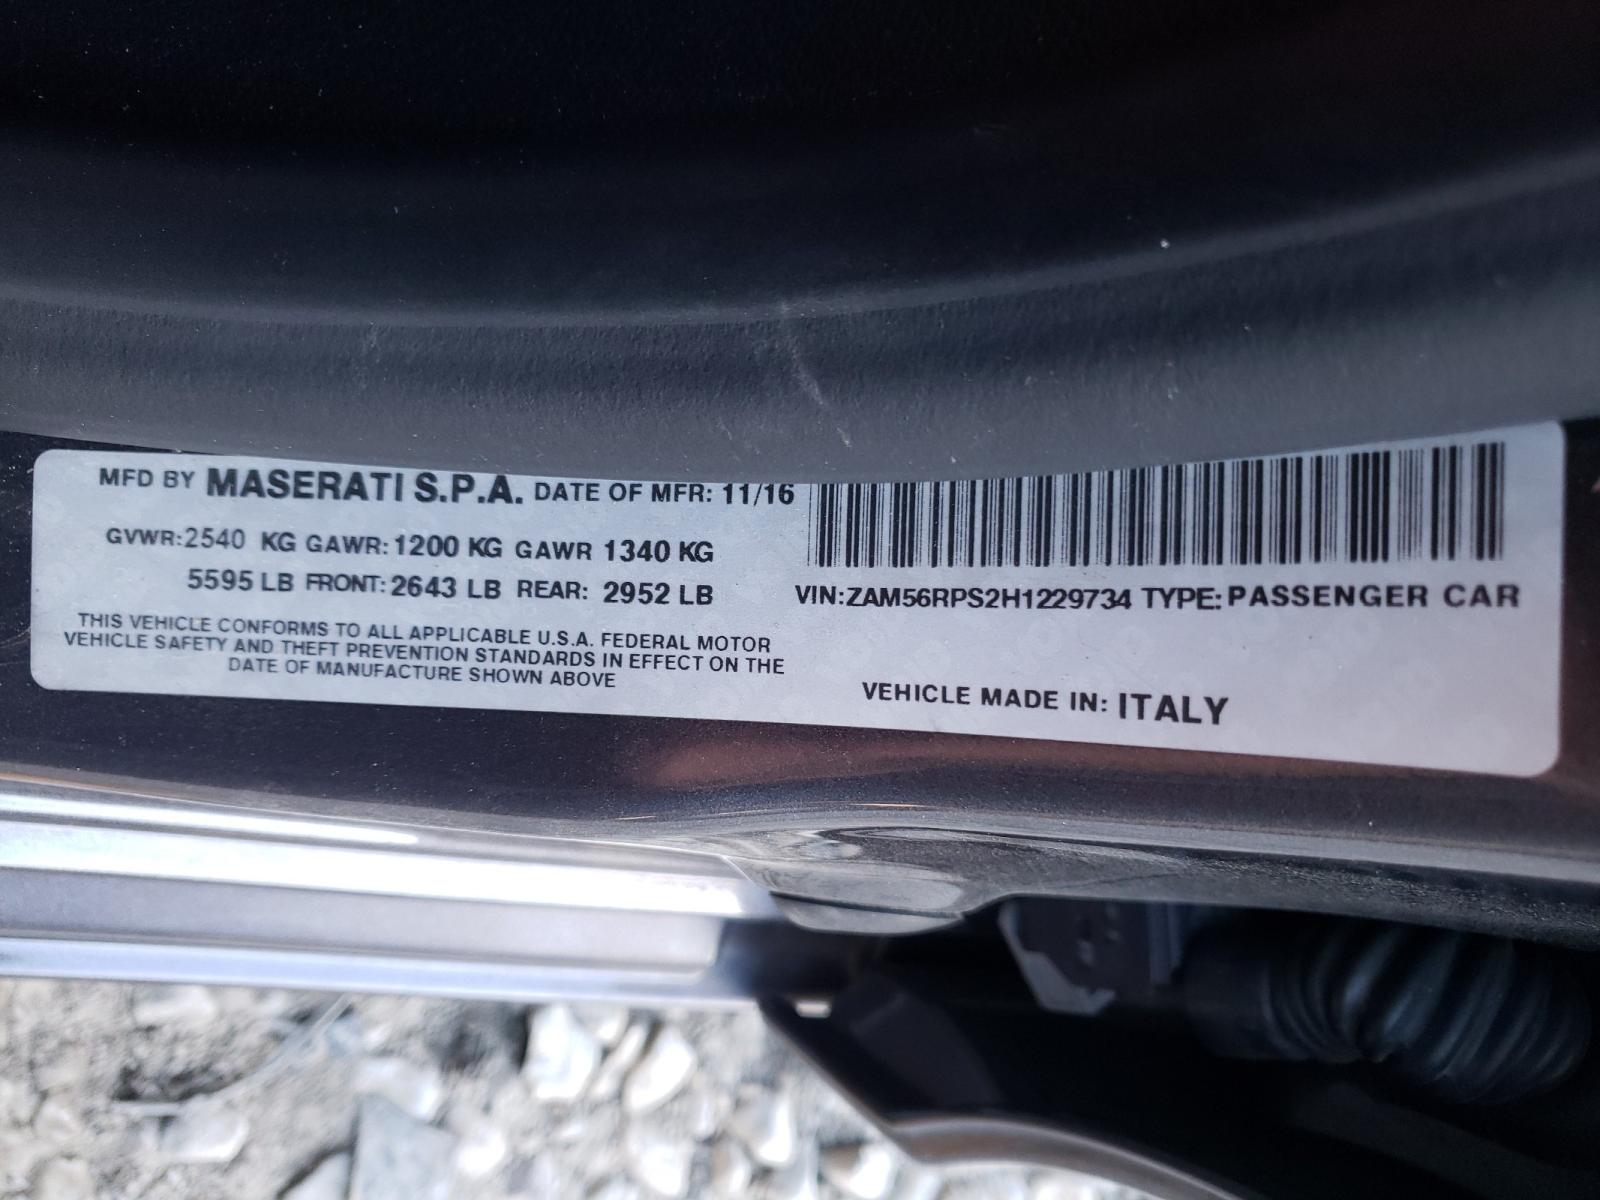 MFD BY MASERATI S.P.A. DATE OF MFR: 11/16
GVWR:2540 KG GAWR:1200 KG GAWR 1340 KG
5595 LB FRONT:2643 LB REAR: 2952 LB
THIS VEHICLE CONFORMS TO ALL APPLICABLE U.S.A. FEDERAL MOTOR
VEHICLE SAFETY AND THEFT PREVENTION STANDARDS IN EFFECT ON THE
DATE OF MANUFACTURE SHOWN ABOVE
VIN:ZAM56RPS2H1229734 TYPE:PASSENGER CAR
VEHICLE MADE IN: ITALY